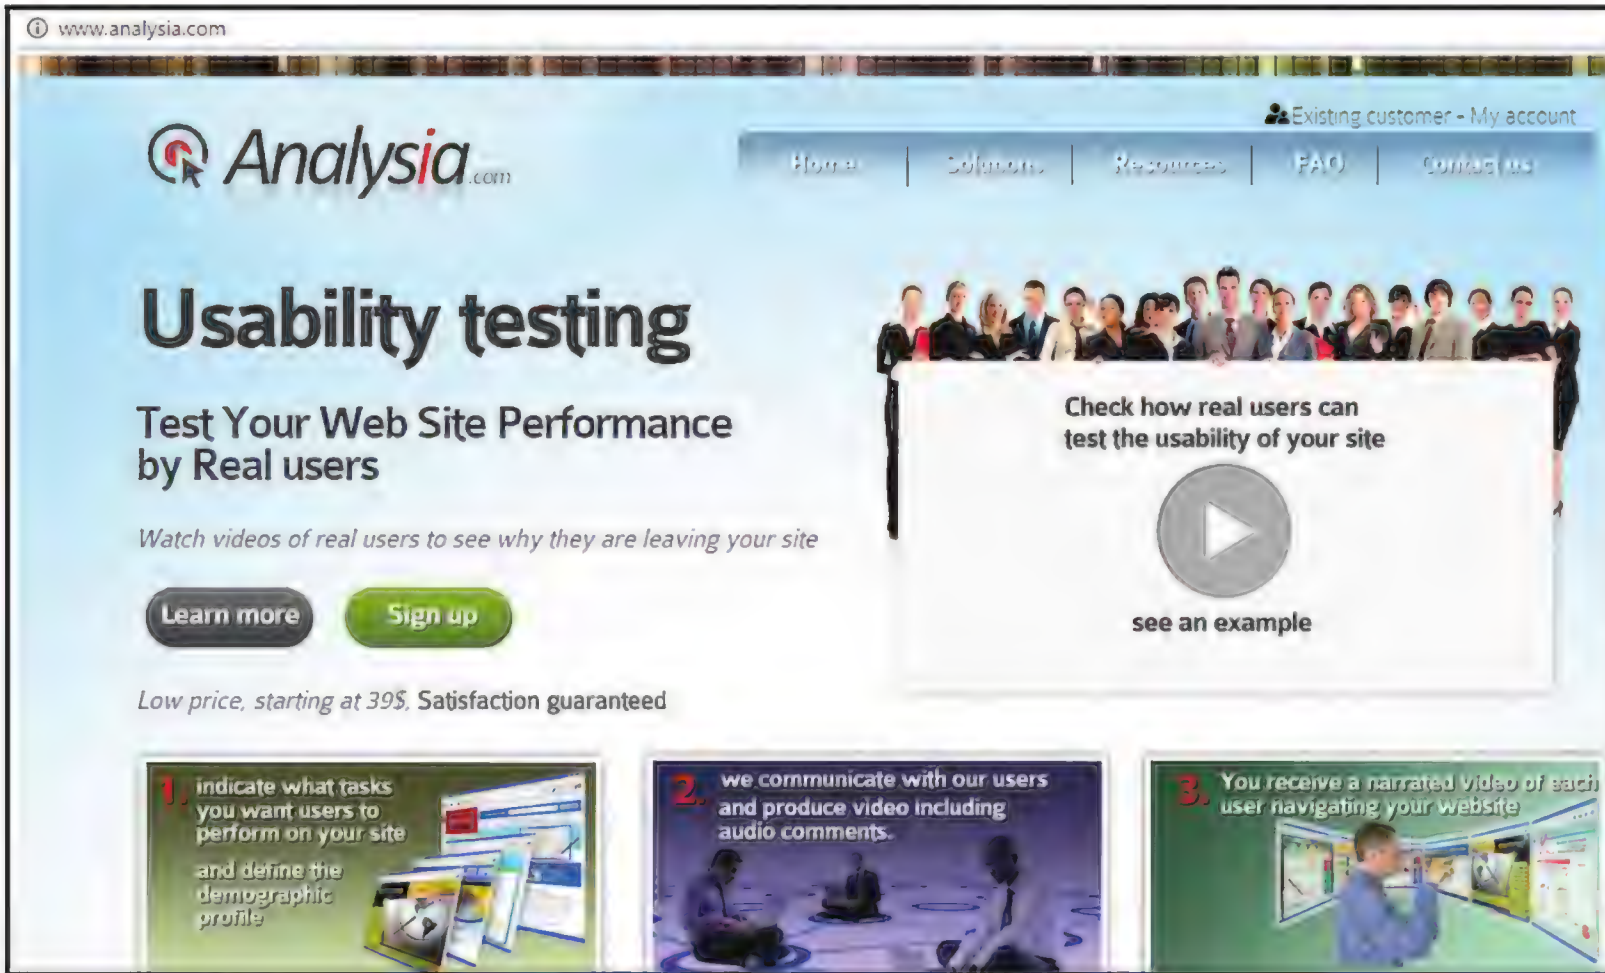 www.analysia.com
Existing customer - My account
Analysia.com
Home
Solutions
Resources
FAQ
Contact us
Usability testing
Test Your Web Site Performance
by Real users
Watch videos of real users to see why they are leaving your site
Learn more
Sign up
Low price, starting at 39$, Satisfaction guaranteed
Check how real users can
test the usability of your site
see an example
1. indicate what tasks
you want users to
perform on your site
and define the
demographic
profile
2. we communicate with our users
and produce video including
audio comments.
3. You receive a narrated video of each
user navigating your website